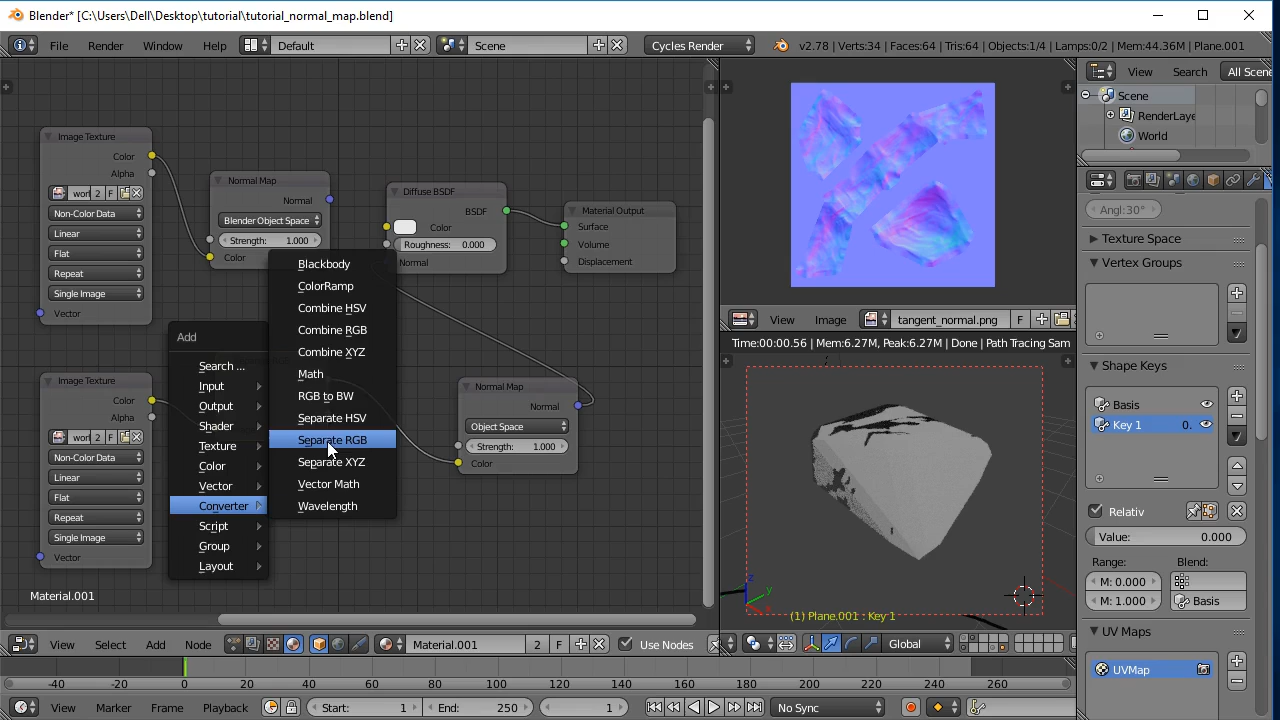 Blender* [C:\Users\Dell\Desktop\tutorial\tutorial_normal_map.blend]
File Render Window Help Default Scene Cycles Render v2.78 | Verts:34 | Faces:64 | Tris:64 | Objects:1/4 | Lamps:0/2 | Mem:44.36M | Plane.001
Image Texture
Color
Alpha
2 F
Non-Color Data
Linear
Flat
Repeat
Single Image
Vector
Normal Map
Normal
Blender Object Space
Strength: 1.000
Color
Diffuse BSDF
BSDF
Color
Roughness: 0.000
Normal
Material Output
Surface
Volume
Displacement
Image Texture
Color
Alpha
2 F
Non-Color Data
Linear
Flat
Repeat
Single Image
Vector
Add
Search ...
Input
Output
Shader
Texture
Color
Vector
Converter
Script
Group
Layout
Blackbody
ColorRamp
Combine HSV
Combine RGB
Combine XYZ
Math
RGB to BW
Separate HSV
Separate RGB
Separate XYZ
Vector Math
Wavelength
Normal Map
Normal
Object Space
Strength: 1.000
Color
Material.001
View Select Add Node Material.001 2 F Use Nodes
View Image tangent_normal.png F
Time:00:00.56 | Mem:6.27M, Peak:6.27M | Done | Path Tracing Sam
z
y
x
(1) Plane.001 : Key 1
Global
View Search All Scene
Scene
RenderLaye
World
Angl:30°
Texture Space
Vertex Groups
Shape Keys
Basis
Key 1 0.
Relativ
Value: 0.000
Range: Blend:
M: 0.000
M: 1.000 Basis
UV Maps
UVMap
-40 -20 0 20 40 60 80 100 120 140 160 180 200 220 240 260
View Marker Frame Playback Start: 1 End: 250 1 No Sync